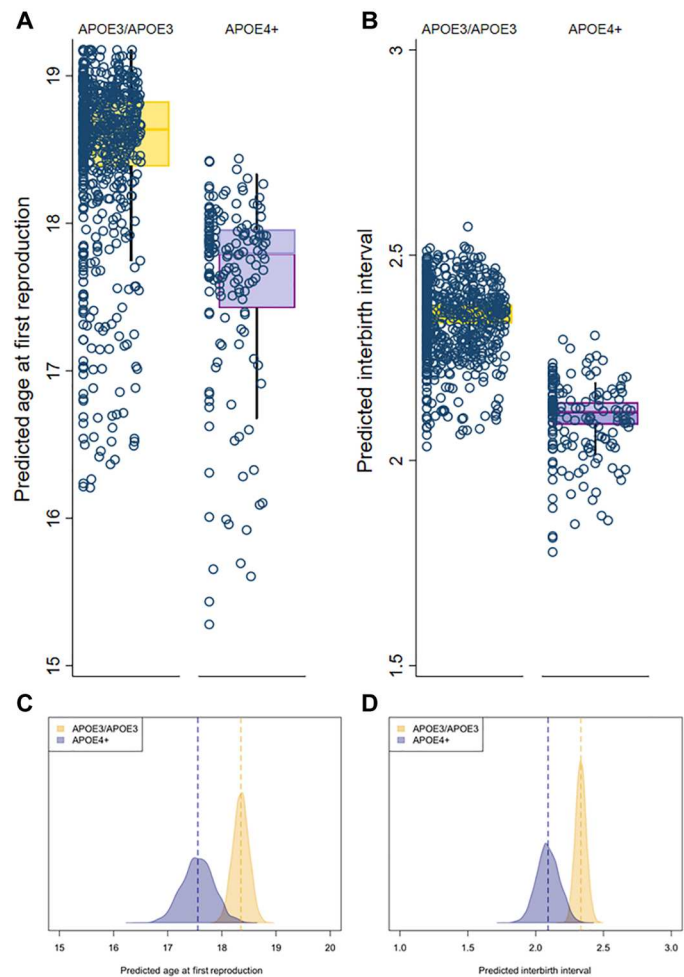 A
APOE3/APOE3
APOE4+
Predicted age at first reproduction
19
18
17
16
15
B
APOE3/APOE3
APOE4+
Predicted interbirth interval
3
2.5
2
1.5
C
APOE3/APOE3
APOE4+
15 16 17 18 19 20
Predicted age at first reproduction
D
APOE3/APOE3
APOE4+
1.0 1.5 2.0 2.5 3.0
Predicted interbirth interval